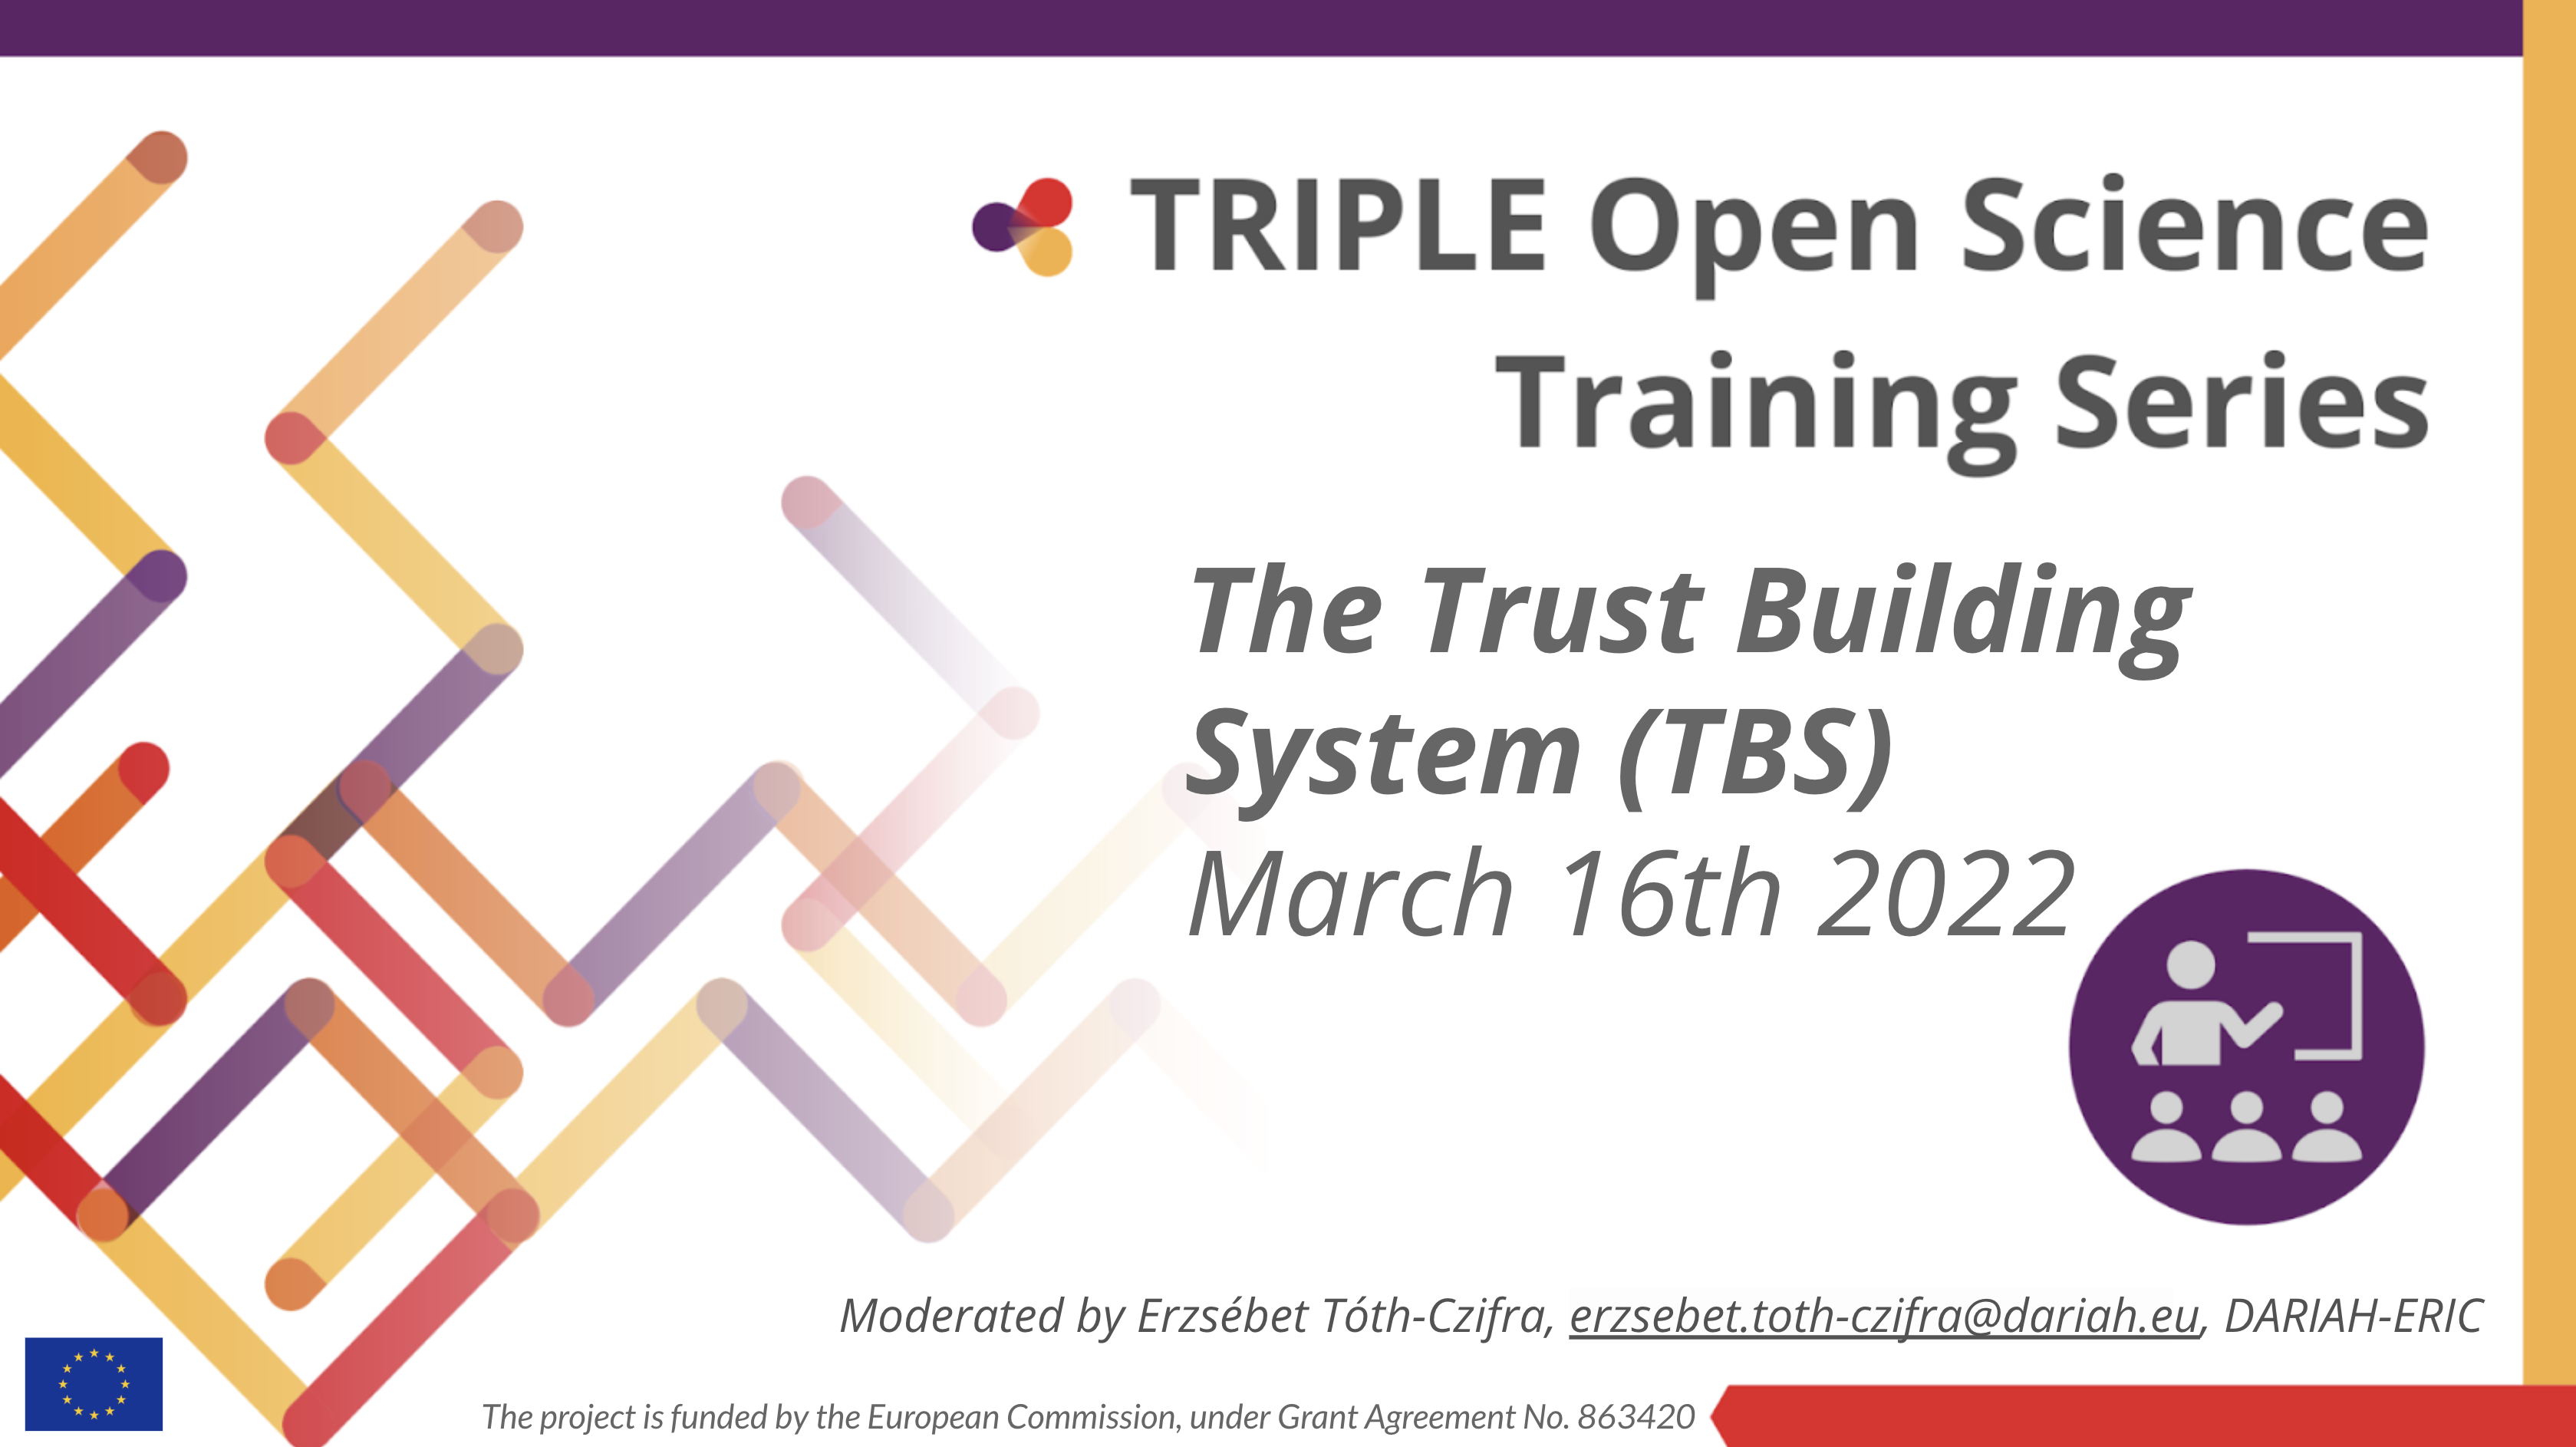 TRIPLE Open Science
Training Series
The Trust Building
System (TBS)
March 16th 2022
Moderated by Erzsébet Tóth-Czifra, erzsebet.toth-czifra@dariah.eu, DARIAH-ERIC
The project is funded by the European Commission, under Grant Agreement No. 863420